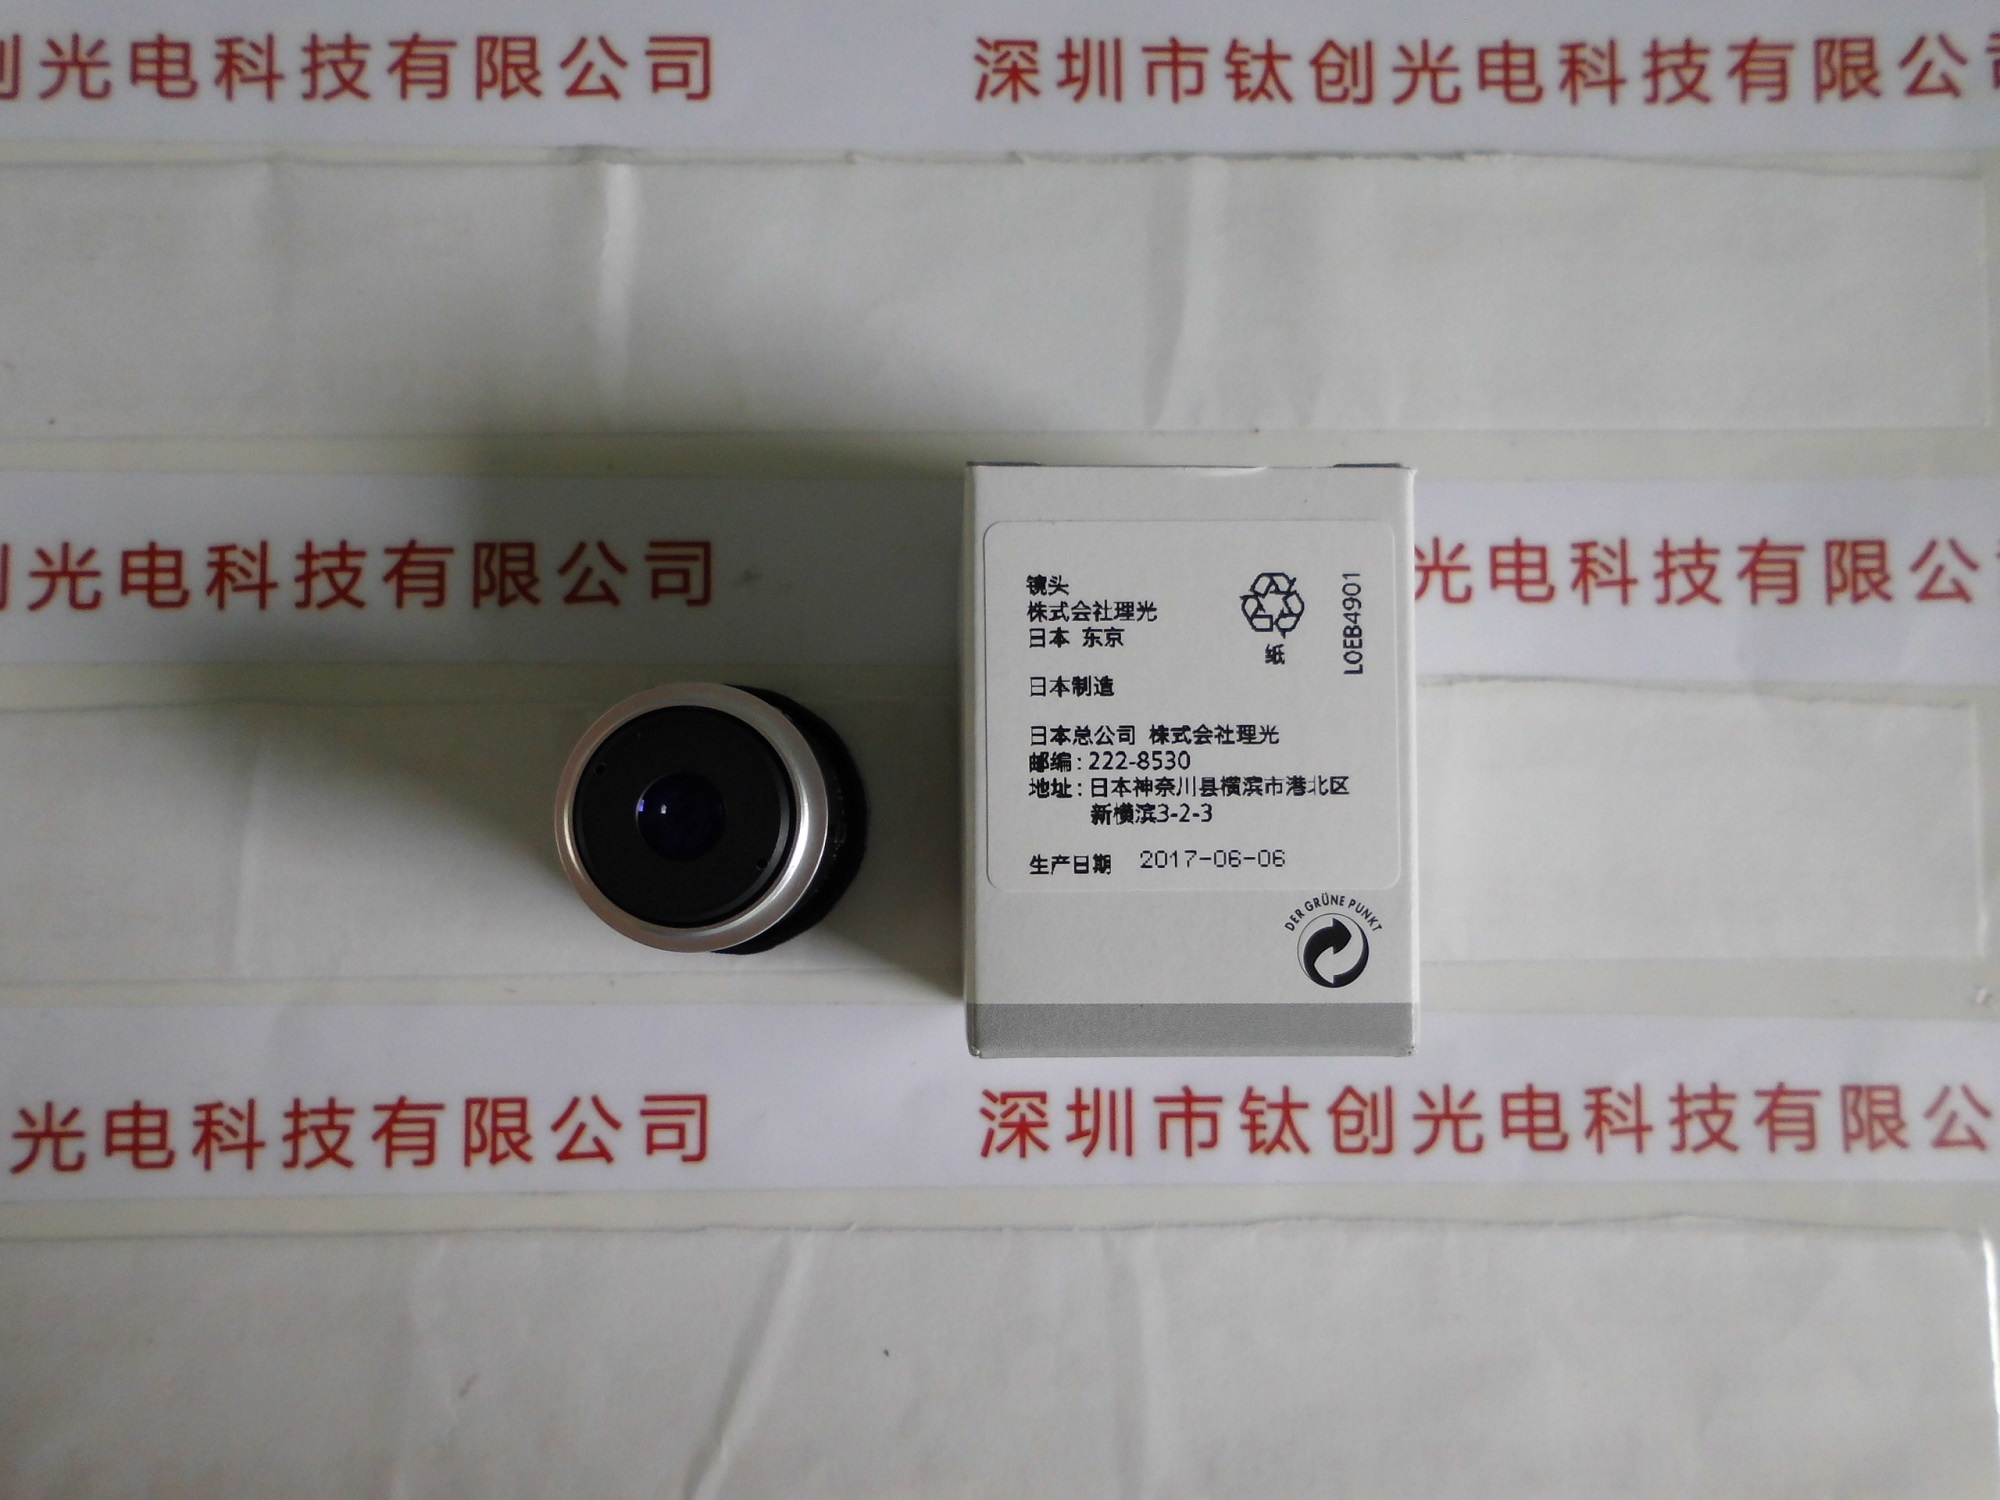 创光电科技有限公司
深圳市钛创光电科技有限公司
创光电科技有限公司
光电科技有限公
镜头
株式会社理光
日本 东京
纸
LOEB4901
日本制造
日本总公司 株式会社理光
邮编：222-8530
地址：日本神奈川县横滨市港北区
新横滨3-2-3
生产日期 2017-06-06
DER GRÜNE PUNKT
光电科技有限公司
深圳市钛创光电科技有限公